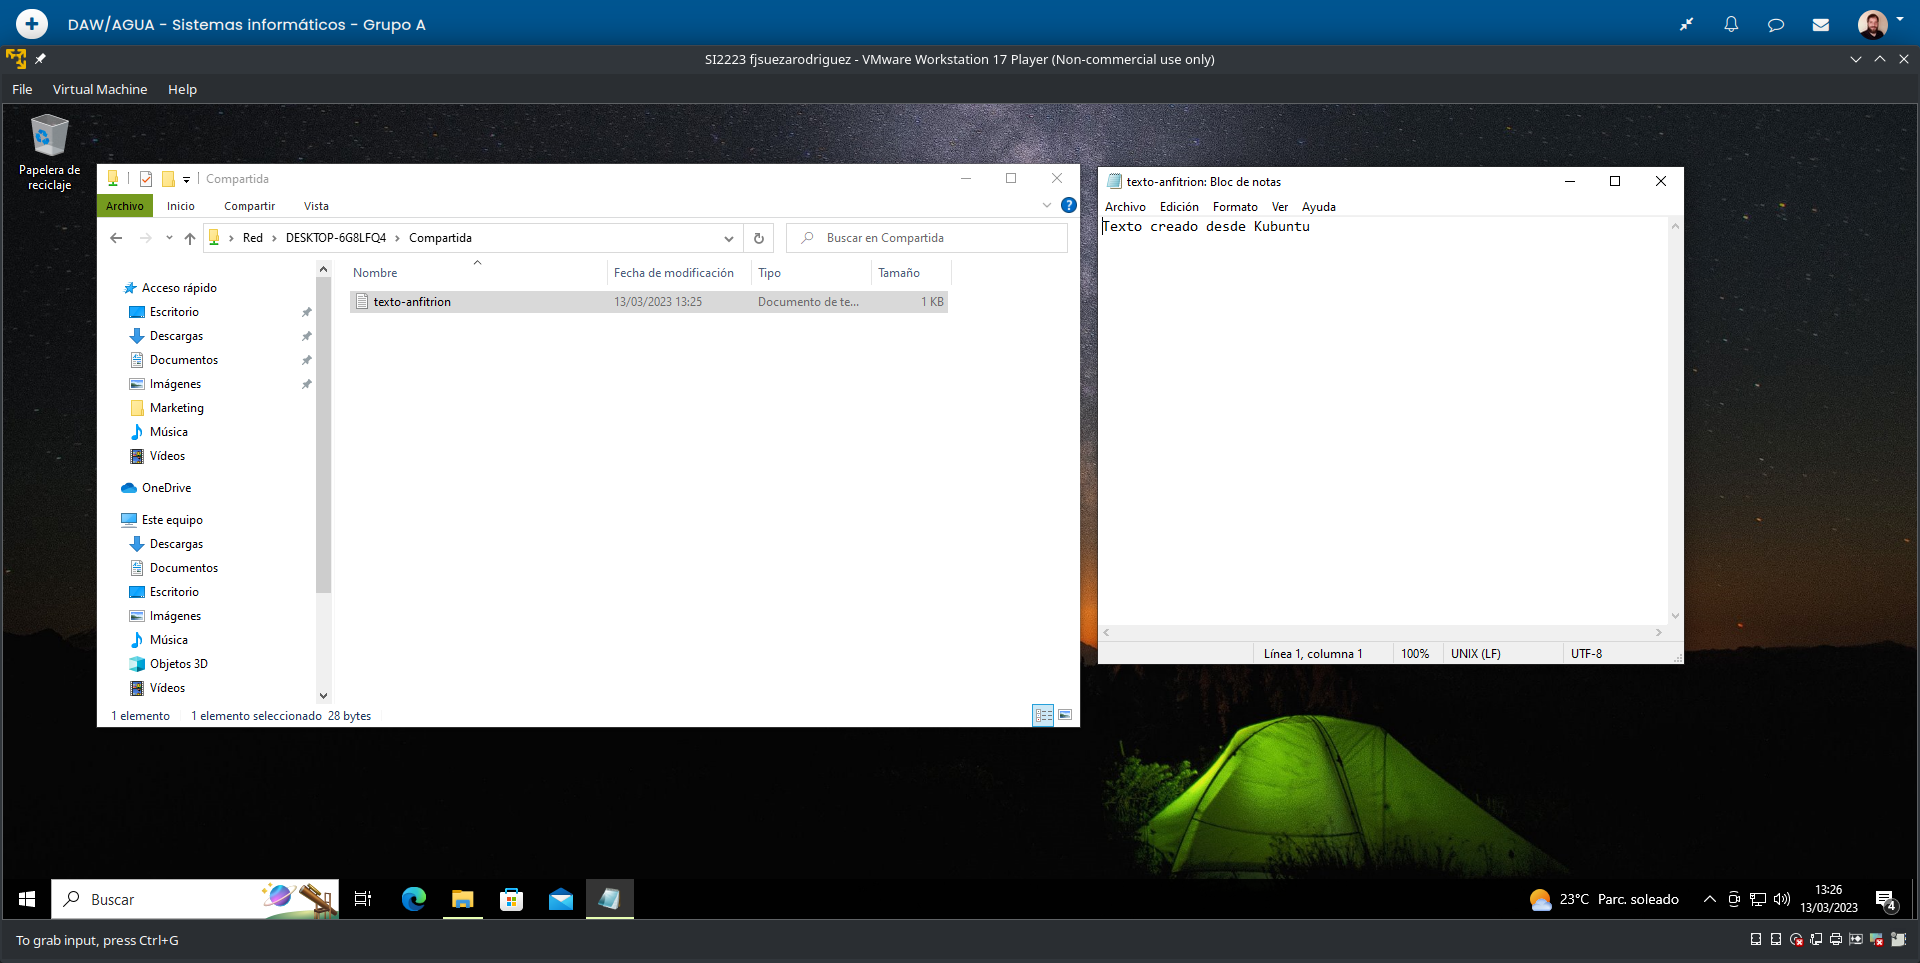 DAW/AGUA - Sistemas informáticos - Grupo A
SI2223 fjsuezarodriguez - VMware Workstation 17 Player (Non-commercial use only)
File Virtual Machine Help
Papelera de
reciclaje
Compartida
Archivo Inicio Compartir Vista
Red DESKTOP-6G8LFQ4 Compartida
Buscar en Compartida
Nombre Fecha de modificación Tipo Tamaño
texto-anfitrion 13/03/2023 13:25 Documento de te... 1 KB
Acceso rápido
Escritorio
Descargas
Documentos
Imágenes
Marketing
Música
Vídeos
OneDrive
Este equipo
Descargas
Documentos
Escritorio
Imágenes
Música
Objetos 3D
Vídeos
1 elemento 1 elemento seleccionado 28 bytes
texto-anfitrion: Bloc de notas
Archivo Edición Formato Ver Ayuda
Texto creado desde Kubuntu
Línea 1, columna 1 100% UNIX (LF) UTF-8
Buscar
23°C Parc. soleado
13:26
13/03/2023
4
To grab input, press Ctrl+G